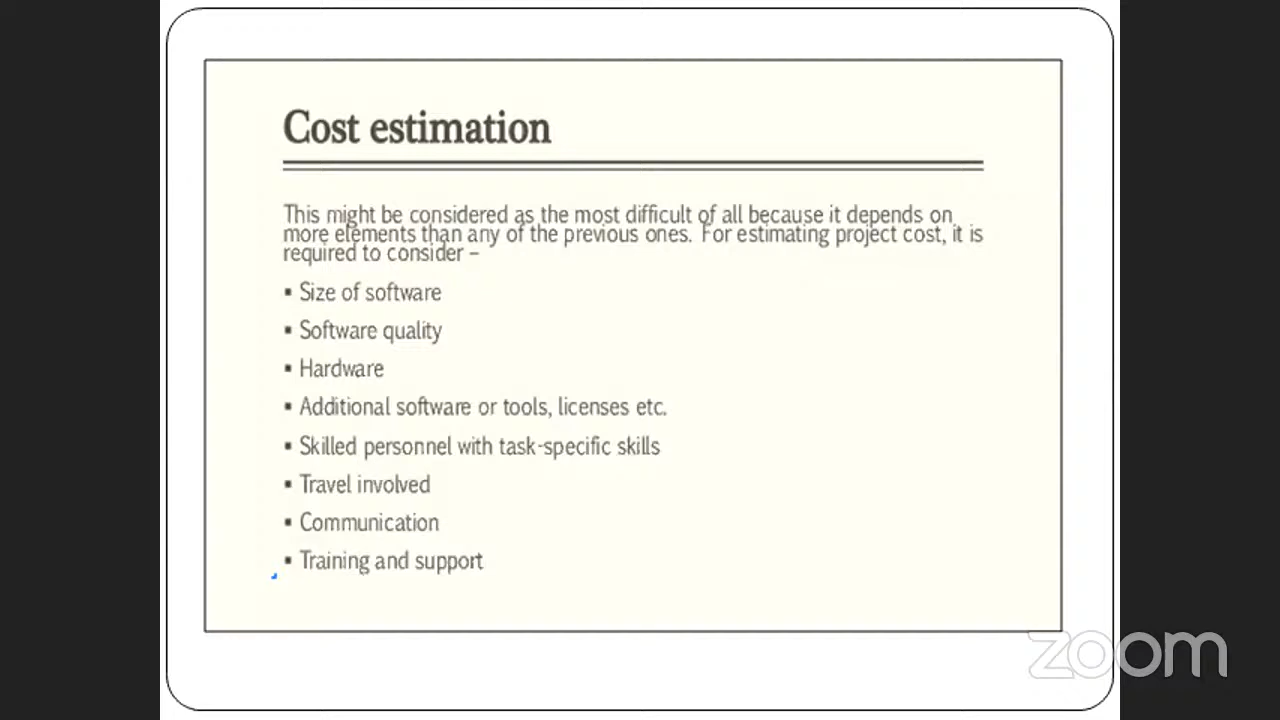 Cost estimation
This might be considered as the most difficult of all because it depends on
more elements than any of the previous ones. For estimating project cost, it is
required to consider –
▪ Size of software
▪ Software quality
▪ Hardware
▪ Additional software or tools, licenses etc.
▪ Skilled personnel with task-specific skills
▪ Travel involved
▪ Communication
▪ Training and support
zoom